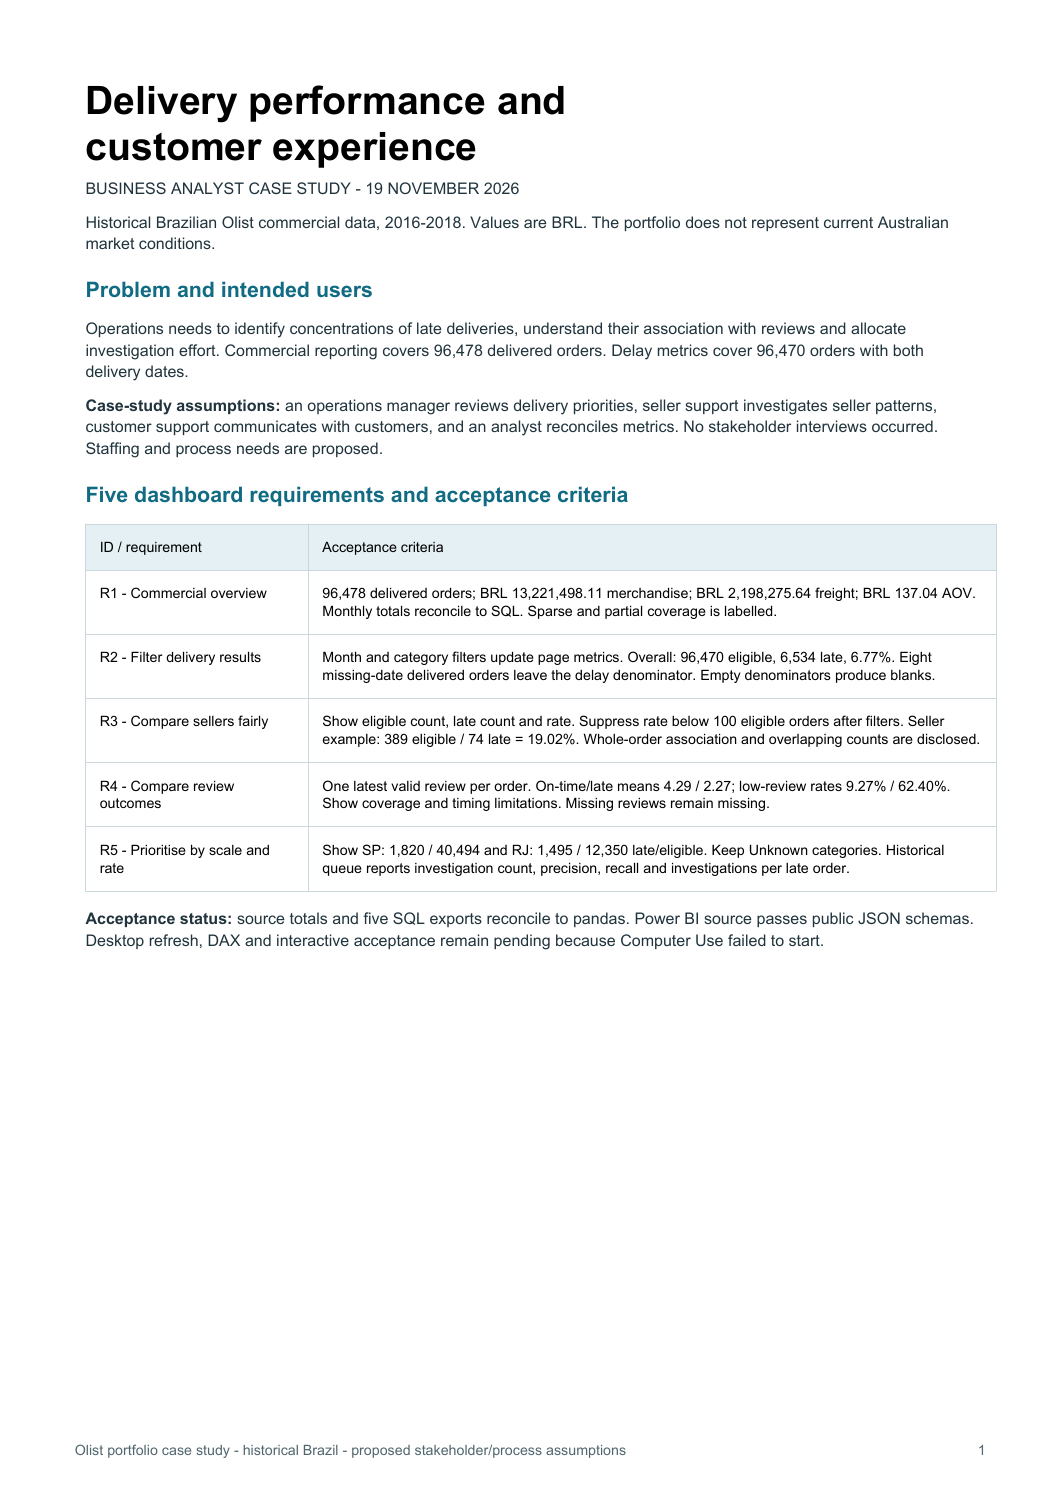 Delivery performance and
customer experience
BUSINESS ANALYST CASE STUDY - 19 NOVEMBER 2026
Historical Brazilian Olist commercial data, 2016-2018. Values are BRL. The portfolio does not represent current Australian
market conditions.
Problem and intended users
Operations needs to identify concentrations of late deliveries, understand their association with reviews and allocate
investigation effort. Commercial reporting covers 96,478 delivered orders. Delay metrics cover 96,470 orders with both
delivery dates.
Case-study assumptions: an operations manager reviews delivery priorities, seller support investigates seller patterns,
customer support communicates with customers, and an analyst reconciles metrics. No stakeholder interviews occurred.
Staffing and process needs are proposed.
Five dashboard requirements and acceptance criteria
ID / requirement
Acceptance criteria
R1 - Commercial overview
96,478 delivered orders; BRL 13,221,498.11 merchandise; BRL 2,198,275.64 freight; BRL 137.04 AOV.
Monthly totals reconcile to SQL. Sparse and partial coverage is labelled.
R2 - Filter delivery results
Month and category filters update page metrics. Overall: 96,470 eligible, 6,534 late, 6.77%. Eight
missing-date delivered orders leave the delay denominator. Empty denominators produce blanks.
R3 - Compare sellers fairly
Show eligible count, late count and rate. Suppress rate below 100 eligible orders after filters. Seller
example: 389 eligible / 74 late = 19.02%. Whole-order association and overlapping counts are disclosed.
R4 - Compare review
outcomes
One latest valid review per order. On-time/late means 4.29 / 2.27; low-review rates 9.27% / 62.40%.
Show coverage and timing limitations. Missing reviews remain missing.
R5 - Prioritise by scale and
rate
Show SP: 1,820 / 40,494 and RJ: 1,495 / 12,350 late/eligible. Keep Unknown categories. Historical
queue reports investigation count, precision, recall and investigations per late order.
Acceptance status: source totals and five SQL exports reconcile to pandas. Power BI source passes public JSON schemas.
Desktop refresh, DAX and interactive acceptance remain pending because Computer Use failed to start.
Olist portfolio case study - historical Brazil - proposed stakeholder/process assumptions
1